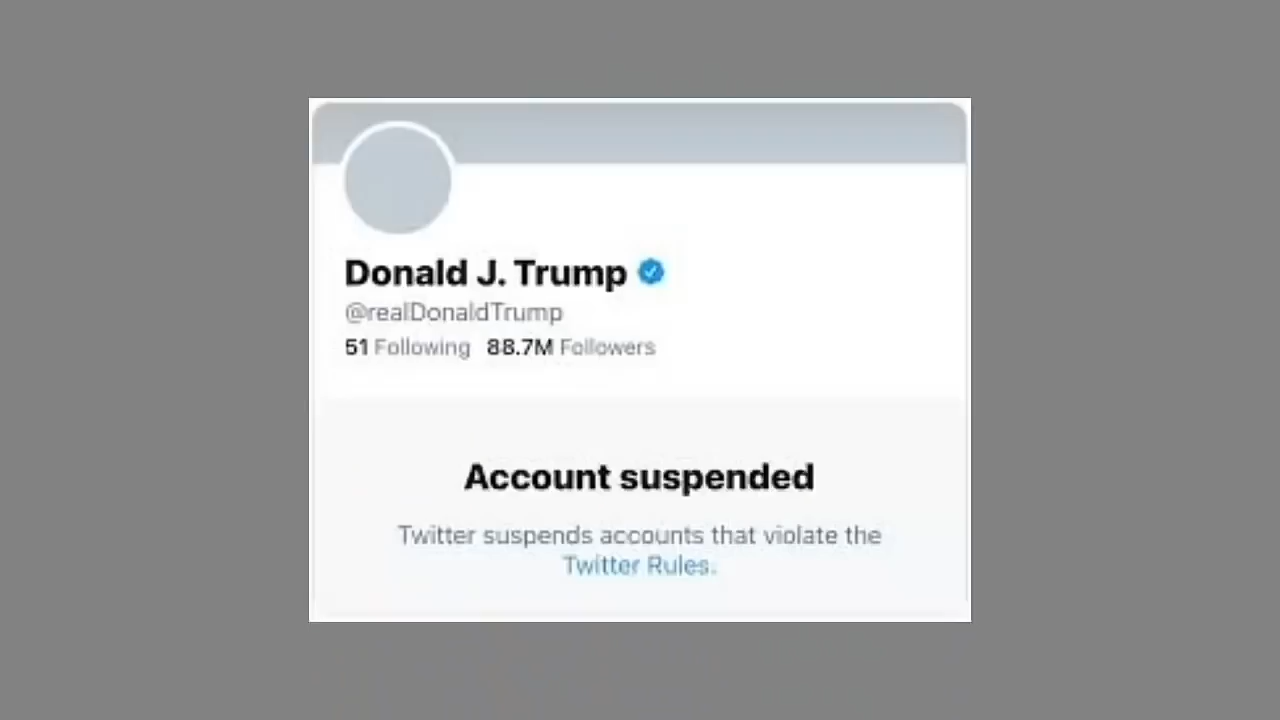 Donald J. Trump
@realDonaldTrump
51 Following 88.7M Followers
Account suspended
Twitter suspends accounts that violate the
Twitter Rules.